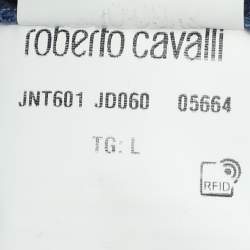 roberto cavalli
JNT601 JD060 05664
TG: L
RFID